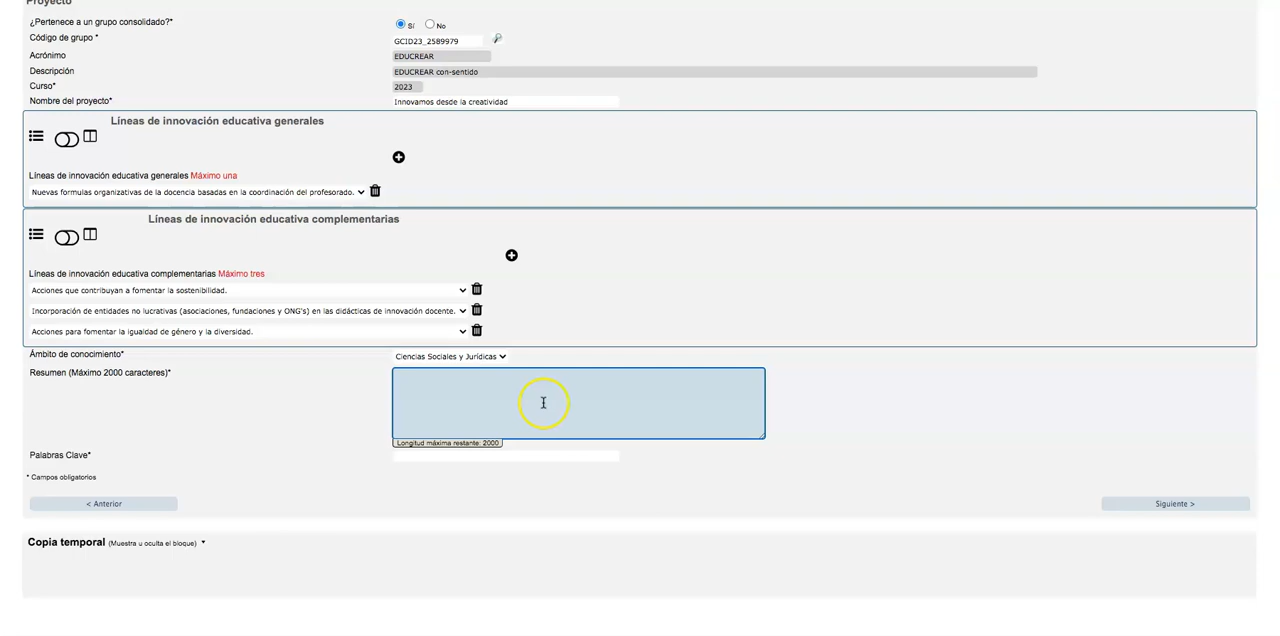 Proyecto
¿Pertenece a un grupo consolidado?* Sí No
Código de grupo * GCID23_2589979
Acrónimo EDUCREAR
Descripción EDUCREAR con-sentido
Curso* 2023
Nombre del proyecto* Innovamos desde la creatividad
Líneas de innovación educativa generales
Líneas de innovación educativa generales Máximo una
Nuevas formulas organizativas de la docencia basadas en la coordinación del profesorado.
Líneas de innovación educativa complementarias
Líneas de innovación educativa complementarias Máximo tres
Acciones que contribuyan a fomentar la sostenibilidad.
Incorporación de entidades no lucrativas (asociaciones, fundaciones y ONG's) en las didácticas de innovación docente.
Acciones para fomentar la igualdad de género y la diversidad.
Ámbito de conocimiento* Ciencias Sociales y Jurídicas
Resumen (Máximo 2000 caracteres)*
Longitud máxima restante: 2000
Palabras Clave*
* Campos obligatorios
< Anterior Siguiente >
Copia temporal (Muestra u oculta el bloque)